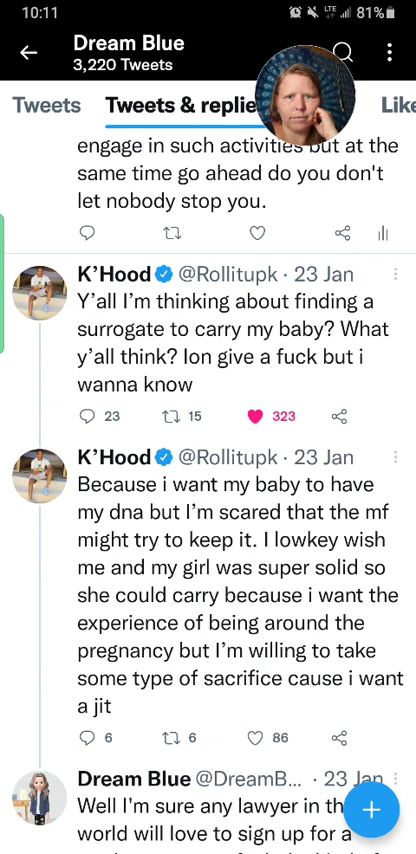 10:11
LTE
81%
Dream Blue
3,220 Tweets
Tweets
Tweets & replie
Like
engage in such activities but at the
same time go ahead do you don't
let nobody stop you.
K'Hood @Rollitupk · 23 Jan
Y'all I'm thinking about finding a
surrogate to carry my baby? What
y'all think? Ion give a fuck but i
wanna know
23 15 323
K'Hood @Rollitupk · 23 Jan
Because i want my baby to have
my dna but I'm scared that the mf
might try to keep it. I lowkey wish
me and my girl was super solid so
she could carry because i want the
experience of being around the
pregnancy but I'm willing to take
some type of sacrifice cause i want
a jit
6 6 86
Dream Blue @DreamB... · 23 Jan
Well I'm sure any lawyer in th
world will love to sign up for a